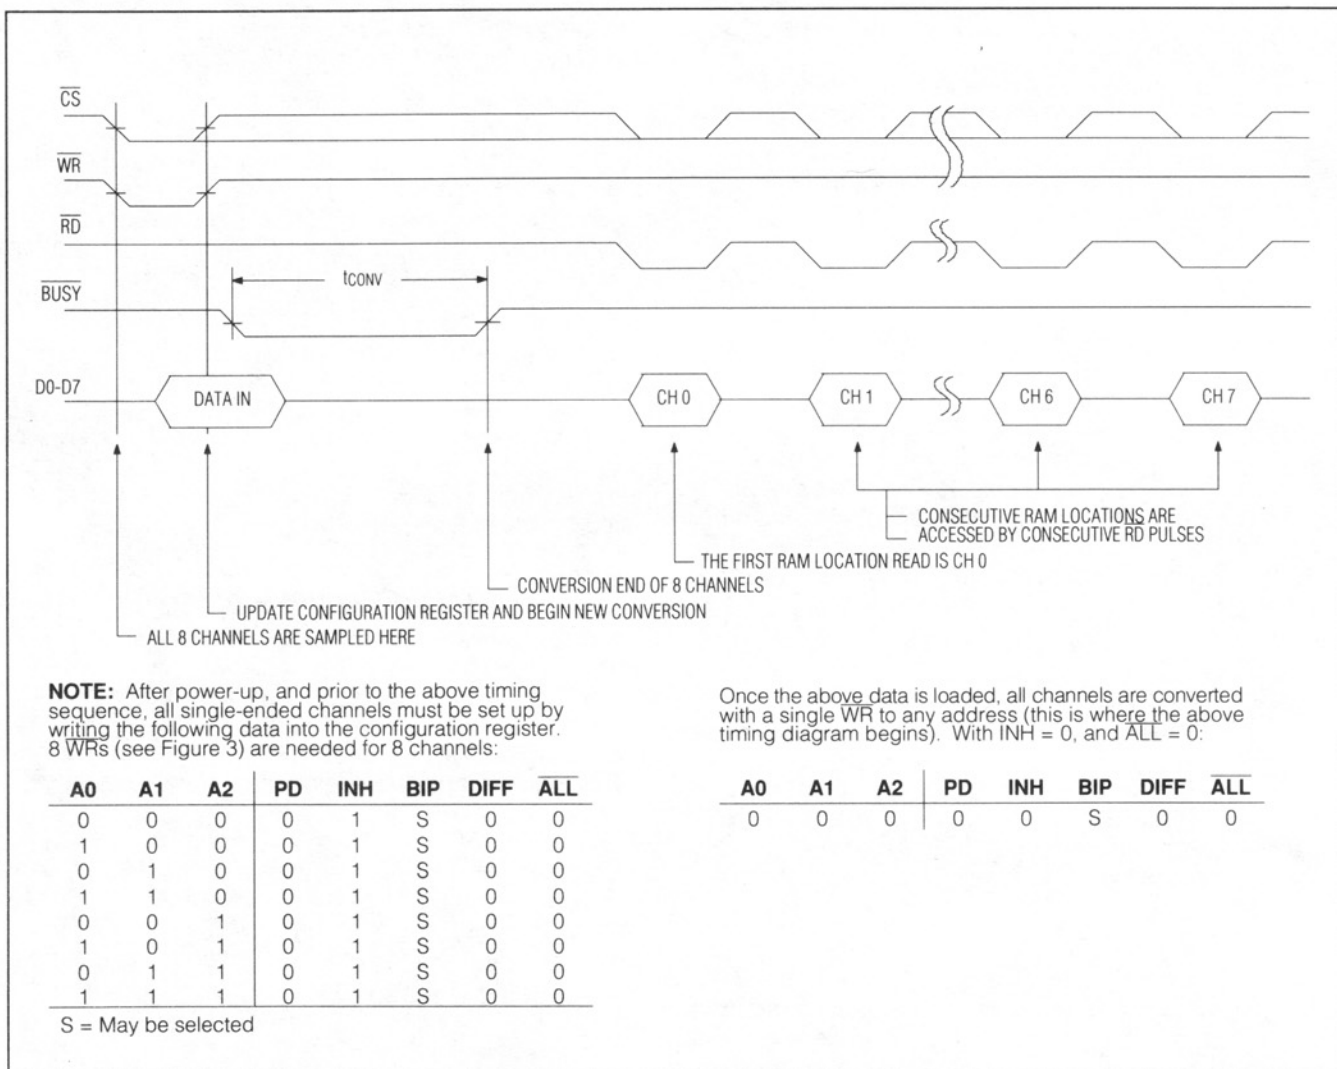 C̅S̅
W̅R̅
R̅D̅
tCONV
B̅U̅S̅Y̅
D0-D7 DATA IN CH 0 CH 1 CH 6 CH 7
CONSECUTIVE RAM LOCATIONS ARE
ACCESSED BY CONSECUTIVE R̅D̅ PULSES
THE FIRST RAM LOCATION READ IS CH 0
CONVERSION END OF 8 CHANNELS
UPDATE CONFIGURATION REGISTER AND BEGIN NEW CONVERSION
ALL 8 CHANNELS ARE SAMPLED HERE
NOTE: After power-up, and prior to the above timing
sequence, all single-ended channels must be set up by
writing the following data into the configuration register.
8 W̅R̅s (see Figure 3) are needed for 8 channels:
A0 A1 A2 PD INH BIP DIFF A̅L̅L̅
0 0 0 0 1 S 0 0
1 0 0 0 1 S 0 0
0 1 0 0 1 S 0 0
1 1 0 0 1 S 0 0
0 0 1 0 1 S 0 0
1 0 1 0 1 S 0 0
0 1 1 0 1 S 0 0
1 1 1 0 1 S 0 0
S = May be selected
Once the above data is loaded, all channels are converted
with a single W̅R̅ to any address (this is where the above
timing diagram begins). With INH = 0, and A̅L̅L̅ = 0:
A0 A1 A2 PD INH BIP DIFF A̅L̅L̅
0 0 0 0 0 S 0 0